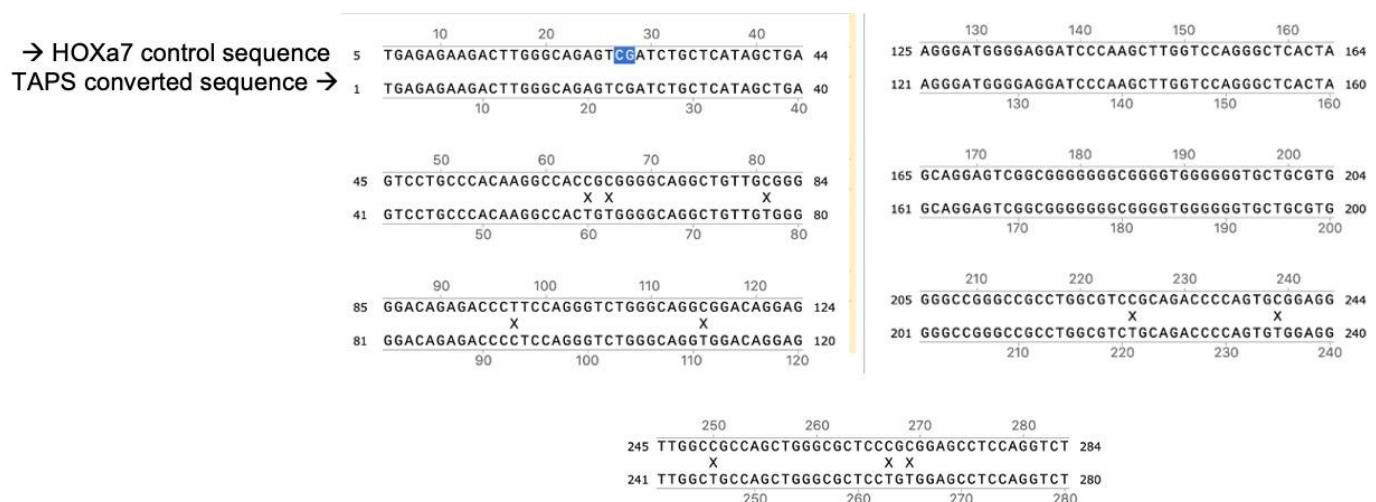 → HOXa7 control sequence
TAPS converted sequence →
10 20 30 40
5 TGAGAGAAGACTTGGGCAGAGTCGATCTGCTCATAGCTGA 44
1 TGAGAGAAGACTTGGGCAGAGTCGATCTGCTCATAGCTGA 40
10 20 30 40
50 60 70 80
45 GTCCTGCCCACAAGGCCACCGCGGGGCAGGCTGTTGCGGG 84
X X X
41 GTCCTGCCCACAAGGCCACTGTGGGGCAGGCTGTTGTGGG 80
50 60 70 80
90 100 110 120
85 GGACAGAGACCCTTCCAGGGTCTGGGCAGGCGGACAGGAG 124
X X
81 GGACAGAGACCCCTCCAGGGTCTGGGCAGGTGGACAGGAG 120
90 100 110 120
130 140 150 160
125 AGGGATGGGGAGGATCCCAAGCTTGGTCCAGGGCTCACTA 164
121 AGGGATGGGGAGGATCCCAAGCTTGGTCCAGGGCTCACTA 160
130 140 150 160
170 180 190 200
165 GCAGGAGTCGGCGGGGGGGCGGGGTGGGGGGTGCTGCGTG 204
161 GCAGGAGTCGGCGGGGGGGCGGGGTGGGGGGTGCTGCGTG 200
170 180 190 200
210 220 230 240
205 GGGCCGGGCCGCCTGGCGTCCGCAGACCCCAGTGCGGAGG 244
X X
201 GGGCCGGGCCGCCTGGCGTCTGCAGACCCCAGTGTGGAGG 240
210 220 230 240
250 260 270 280
245 TTGGCCGCCAGCTGGGCGCTCCCGCGGAGCCTCCAGGTCT 284
X X X
241 TTGGCTGCCAGCTGGGCGCTCCTGTGGAGCCTCCAGGTCT 280
250 260 270 280